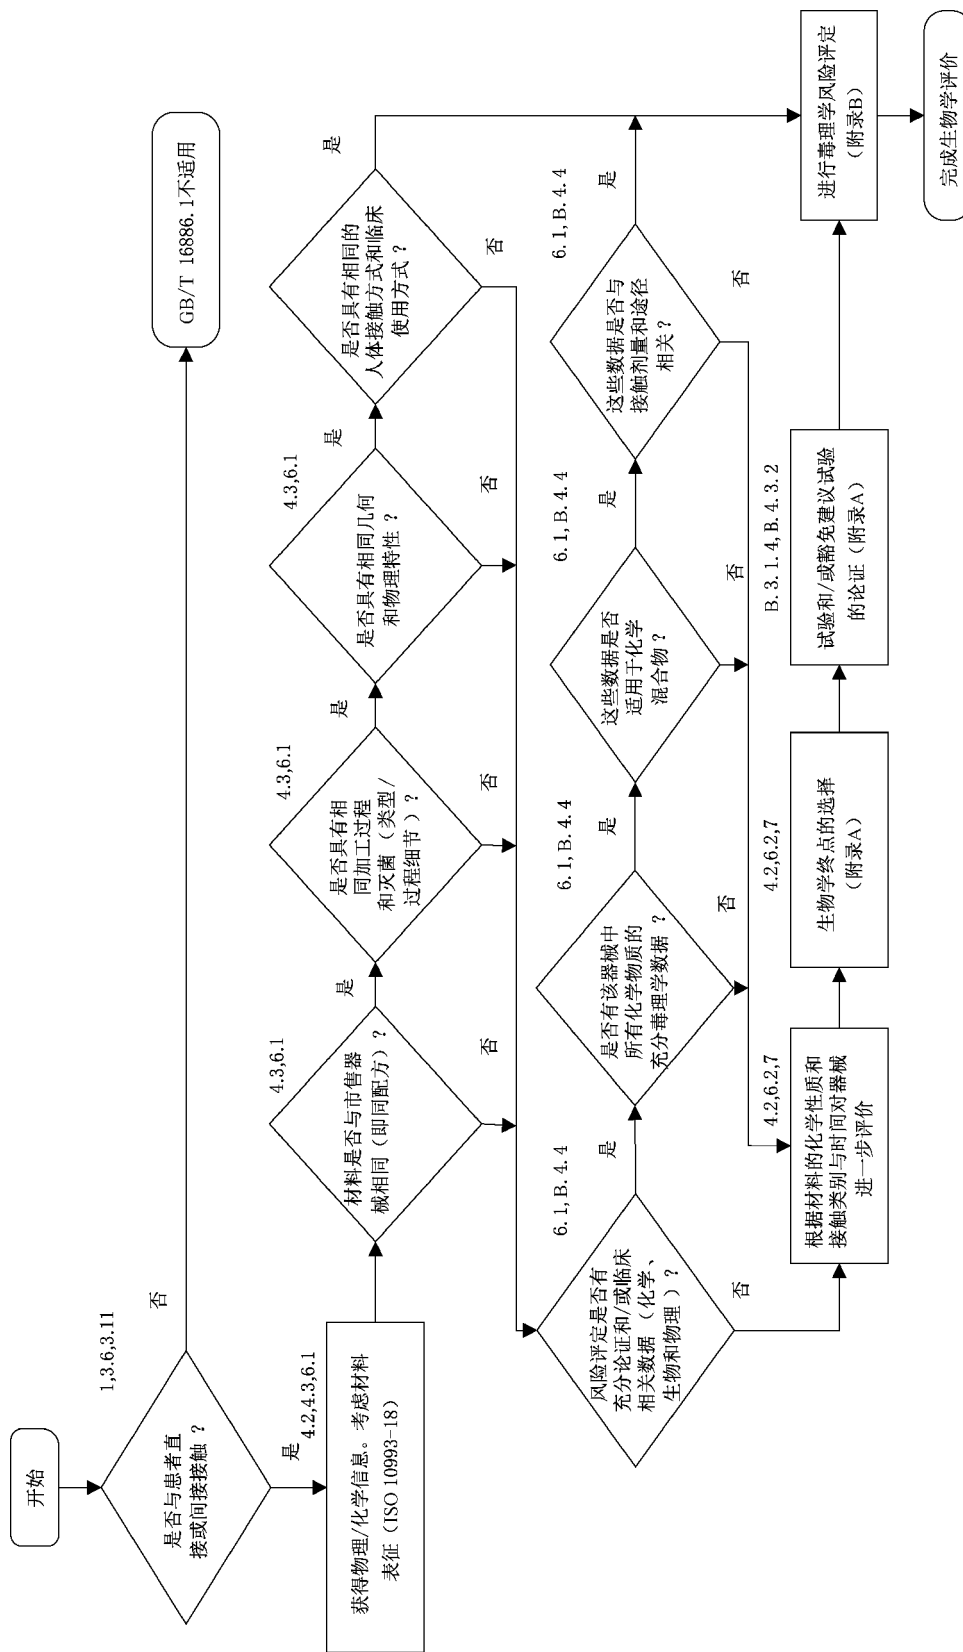 开始
是否与患者直
接或间接接触？
1,3.6,3.11
否
GB/T 16886.1不适用
是
4.2,4.3,6.1
获得物理/化学信息。考虑材料
表征（ISO 10993-18）
材料是否与市售器
械相同（即同配方）？
4.3,6.1
是
否
是否具有相
同加工过程
和灭菌（类型/
过程细节）？
4.3,6.1
是
否
是否具有相同几何
和物理特性？
4.3,6.1
是
否
是否具有相同的
人体接触方式和临床
使用方式？
是
否
风险评定是否有
充分论证和/或临床
相关数据（化学、
生物和物理）？
6.1,B.4.4
是
否
是否有该器械中
所有化学物质的
充分毒理学数据？
6.1,B.4.4
是
否
这些数据是否
适用于化学
混合物？
6.1,B.4.4
是
否
这些数据是否与
接触剂量和途径
相关？
6.1,B.4.4
是
否
4.2,6.2,7
根据材料的化学性质和
接触类别与时间对器械
进一步评价
4.2,6.2,7
生物学终点的选择
（附录A）
B.3.1.4,B.4.3.2
试验和/或豁免建议试验
的论证（附录A）
进行毒理学风险评定
（附录B）
完成生物学评价